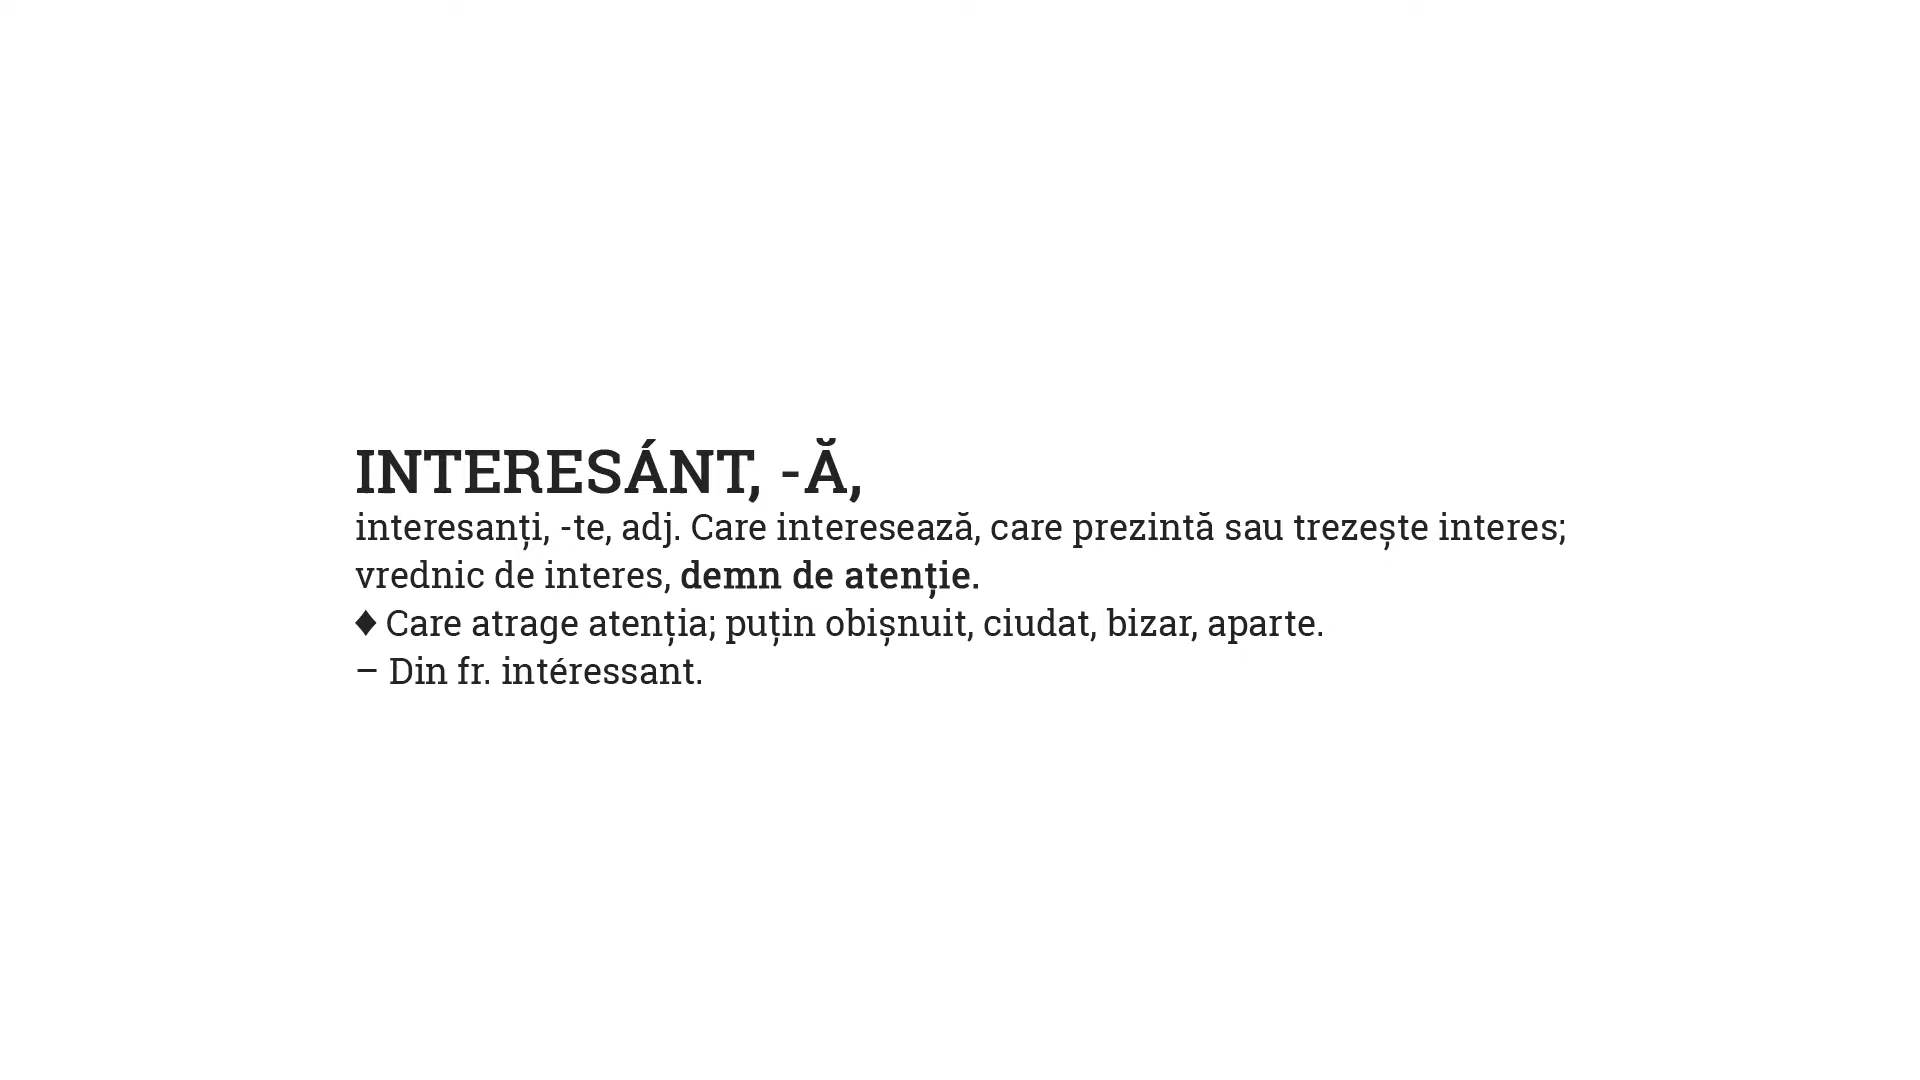 INTERESÁNT, -Ă,
interesanți, -te, adj. Care interesează, care prezintă sau trezește interes;
vrednic de interes, demn de atenție.
♦ Care atrage atenția; puțin obișnuit, ciudat, bizar, aparte.
– Din fr. intéressant.